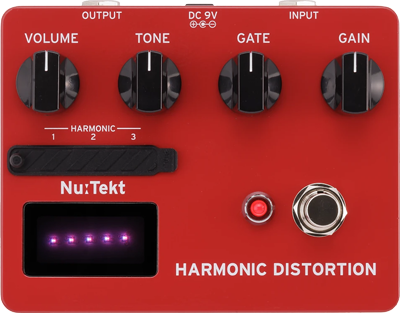 OUTPUT DC 9V INPUT
VOLUME TONE GATE GAIN
HARMONIC
1 2 3
Nu:Tekt
HARMONIC DISTORTION